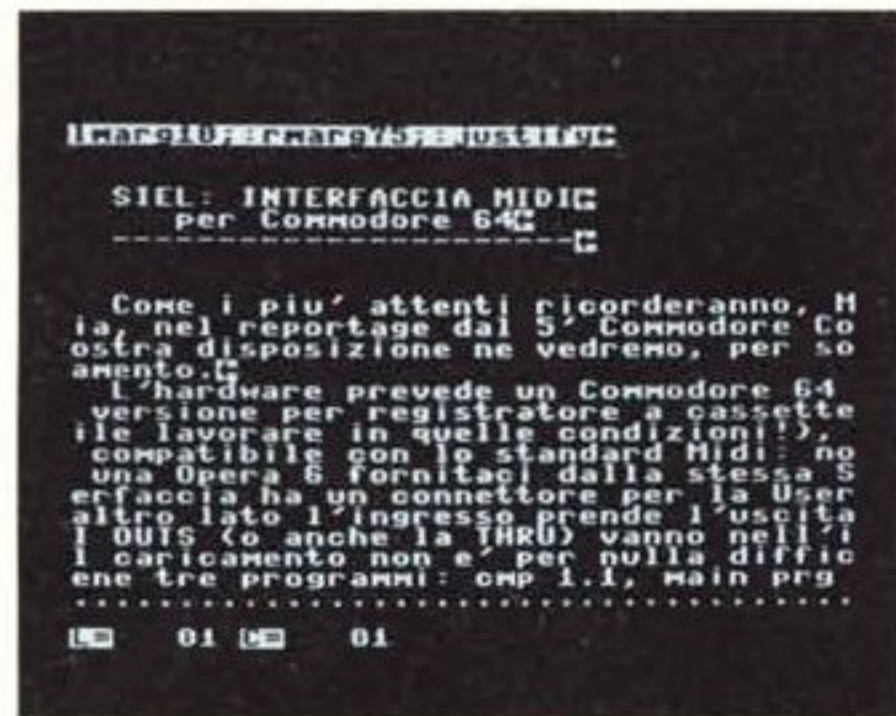 lmarg10;:rmarg75;:justify
SIEL: INTERFACCIA MIDI
per Commodore 64
-----------------------
Come i piu' attenti ricorderanno, M
ia, nel reportage dal 5' Commodore Co
ostra disposizione ne vedremo, per so
amento.
L'hardware prevede un Commodore 64
versione per registratore a cassette
ile lavorare in quelle condizioni!),
compatibile con lo standard Midi: no
una Opera 6 fornitaci dalla stessa S
erfaccia ha un connettore per la User
altro lato l'ingresso prende l'uscita
I OUTS (o anche la THRU) vanno nell'i
l caricamento non e' per nulla diffic
ene tre programmi: cmp 1.1, main prg
.....................................
L= 01 C= 01